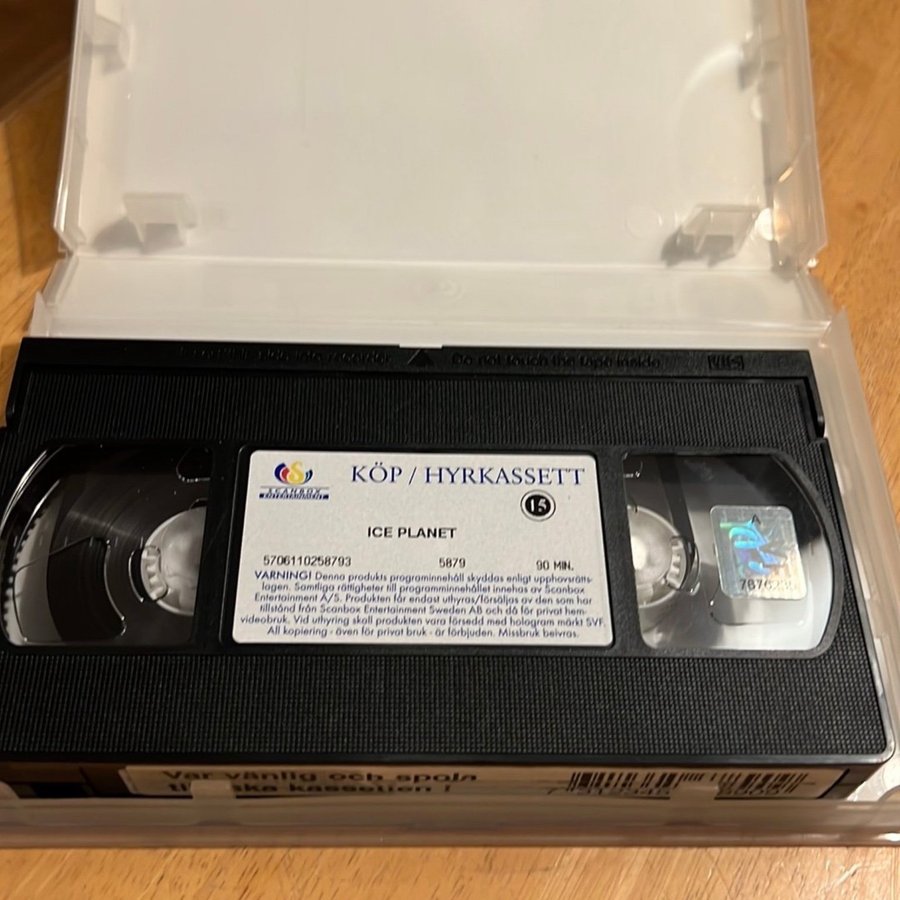 into recorder Do not touch the tape inside VHS
SCANBOX
ENTERTAINMENT
KÖP / HYRKASSETT
15
ICE PLANET
5706110258793 5879 90 MIN.
VARNING! Denna produkts programinnehåll skyddas enligt upphovsrätts-
lagen. Samtliga rättigheter till programinnehållet innehas av Scanbox
Entertainment A/S. Produkten får endast uthyras/försäljas av den som har
tillstånd från Scanbox Entertainment Sweden AB och då för privat hem-
videobruk. Vid uthyrning skall produkten vara försedd med hologram märkt SVF.
All kopiering - även för privat bruk - är förbjuden. Missbruk beivras.
Var vänlig och spola
kassetten !